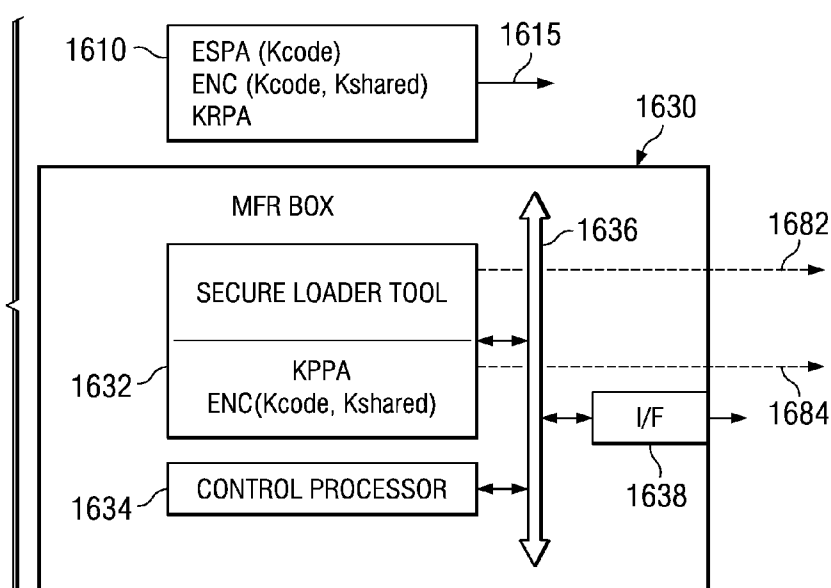 1610
ESPA (Kcode)
ENC (Kcode, Kshared)
KRPA
1615
1630
MFR BOX
1636
1682
SECURE LOADER TOOL
1632
KPPA
ENC(Kcode, Kshared)
1684
I/F
1638
1634
CONTROL PROCESSOR